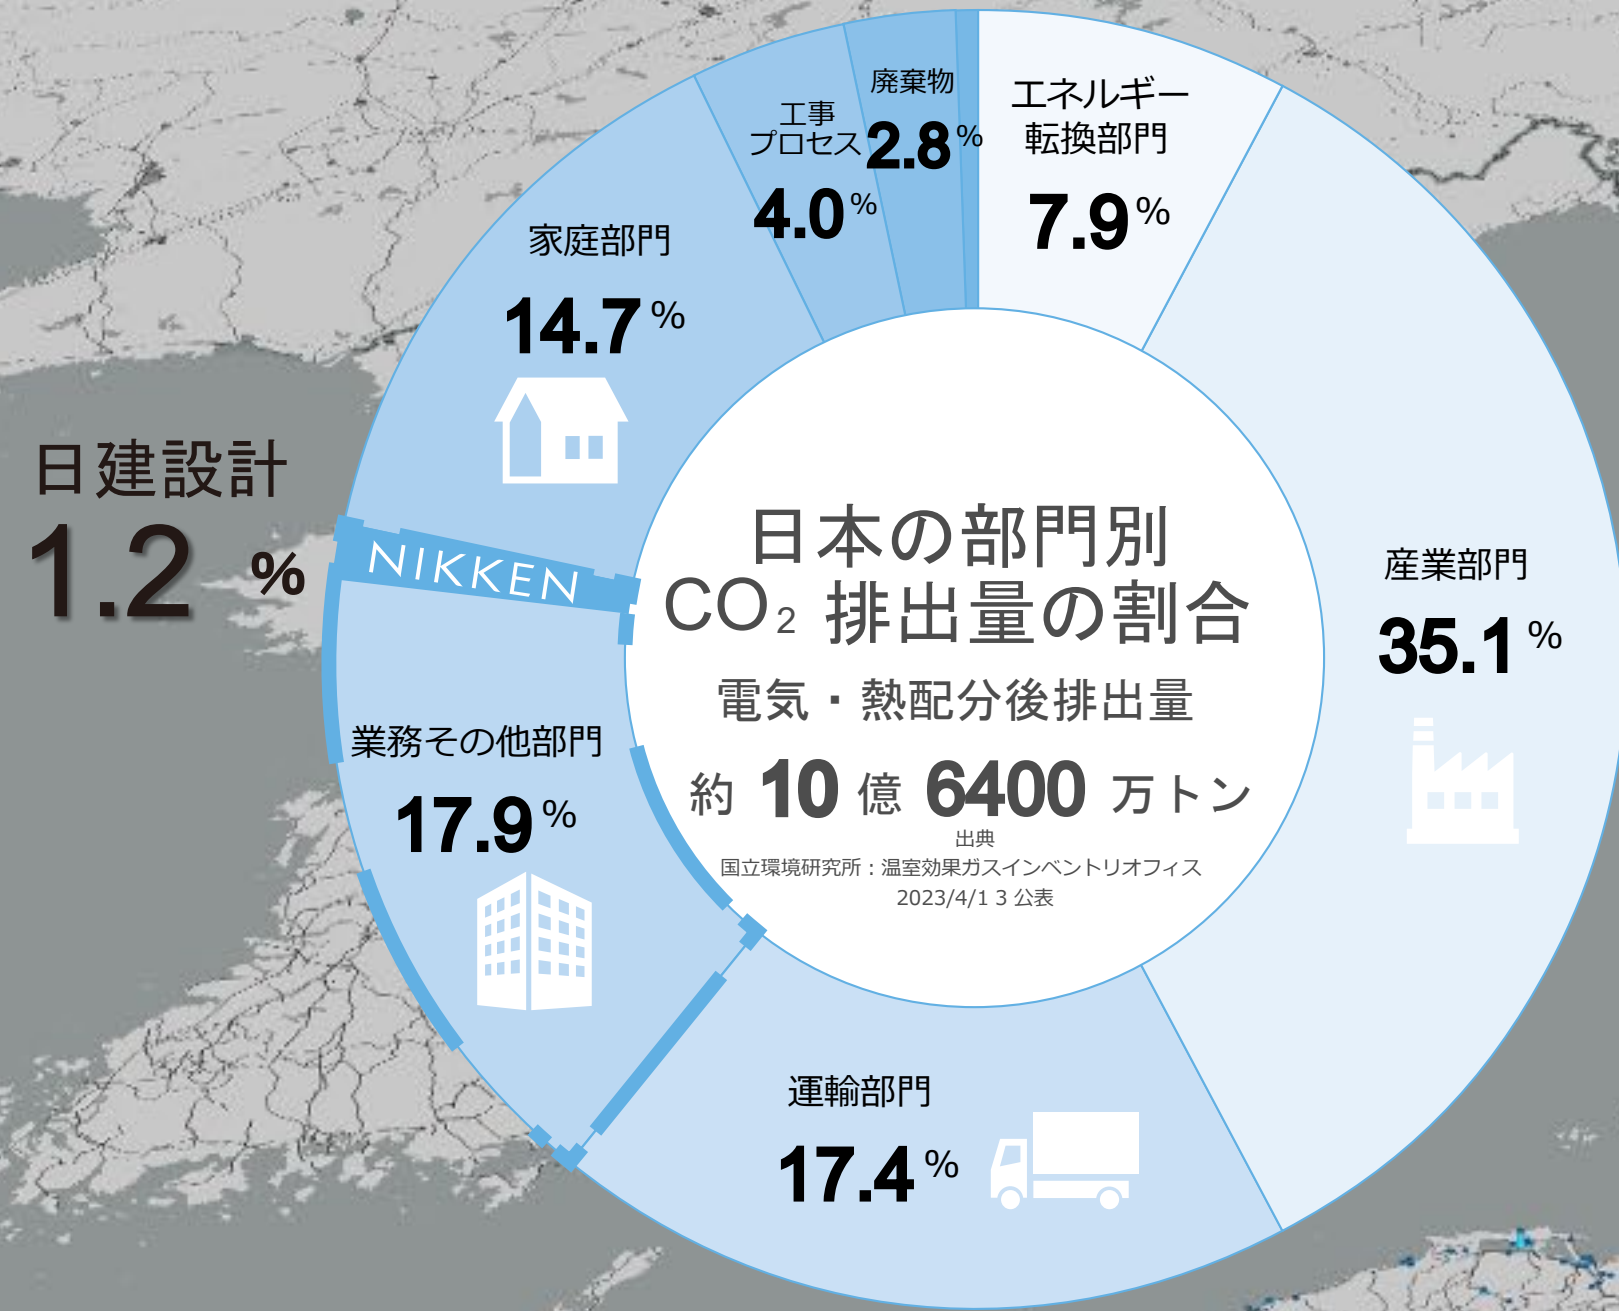 廃棄物
2.8%
工事
プロセス
4.0%
エネルギー
転換部門
7.9%
家庭部門
14.7%
日建設計
1.2 %
NIKKEN
日本の部門別
CO₂ 排出量の割合
電気・熱配分後排出量
約 10 億 6400 万トン
出典
国立環境研究所：温室効果ガスインベントリオフィス
2023/4/1３公表
産業部門
35.1%
業務その他部門
17.9%
運輸部門
17.4%